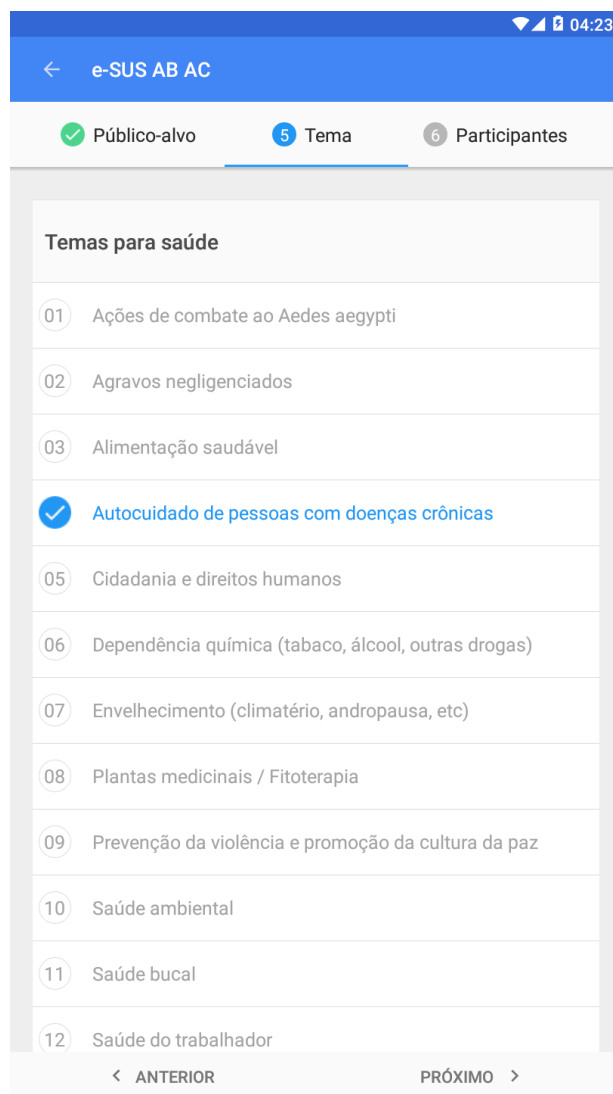 04:23
e-SUS AB AC
Público-alvo
5 Tema
6 Participantes
Temas para saúde
01 Ações de combate ao Aedes aegypti
02 Agravos negligenciados
03 Alimentação saudável
Autocuidado de pessoas com doenças crônicas
05 Cidadania e direitos humanos
06 Dependência química (tabaco, álcool, outras drogas)
07 Envelhecimento (climatério, andropausa, etc)
08 Plantas medicinais / Fitoterapia
09 Prevenção da violência e promoção da cultura da paz
10 Saúde ambiental
11 Saúde bucal
12 Saúde do trabalhador
ANTERIOR
PRÓXIMO